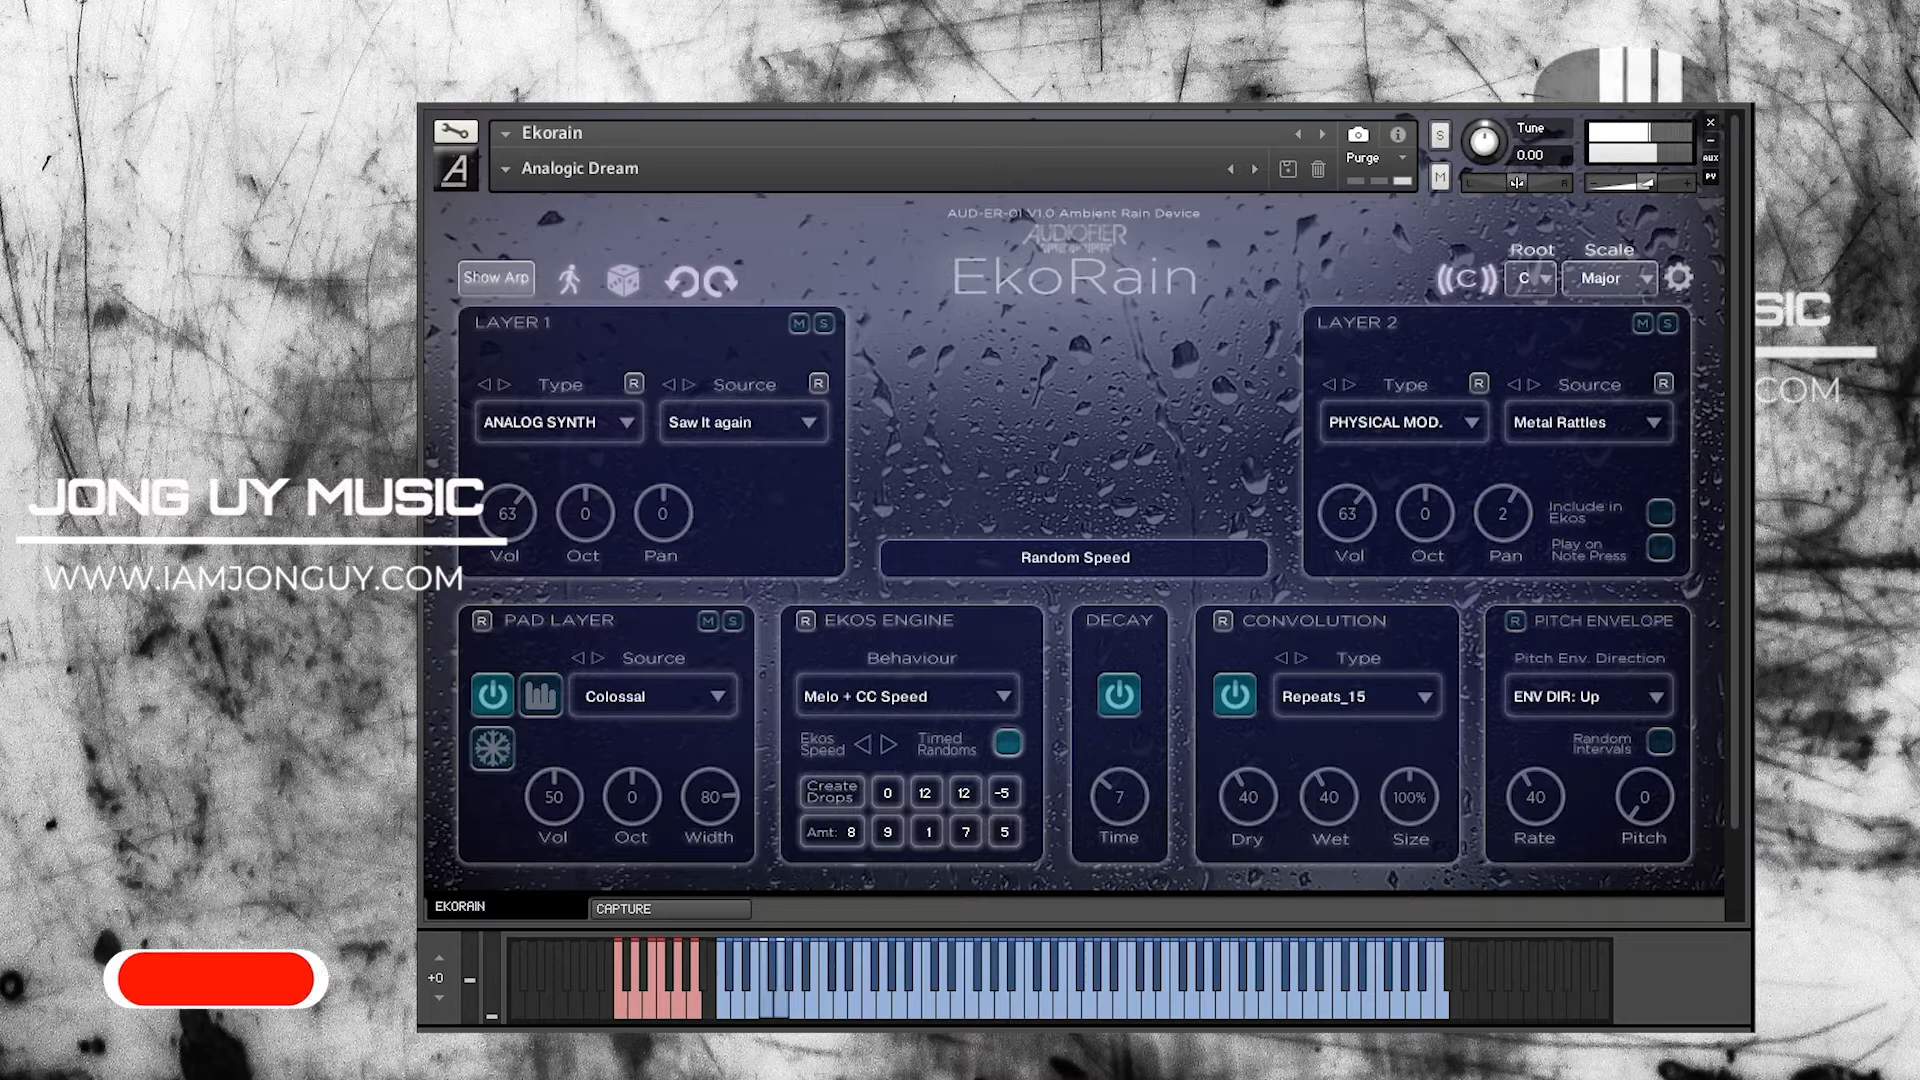 Ekorain
Purge
Analogic Dream
S
M
Tune
0.00
L
R
AUX
PV
AUD-ER-01 V1.0 Ambient Rain Device
AUDIOFIER
EkoRain
Show Arp
((C))
Root
C
Scale
Major
LAYER 1
M S
Type R
Source R
ANALOG SYNTH
Saw It again
63
0
0
Vol
Oct
Pan
Random Speed
LAYER 2
M S
Type R
Source R
PHYSICAL MOD.
Metal Rattles
63
0
2
Vol
Oct
Pan
Include in
Ekos
Play on
Note Press
R PAD LAYER
M S
Source
Colossal
50
0
80
Vol
Oct
Width
R EKOS ENGINE
Behaviour
Melo + CC Speed
Ekos
Speed
Timed
Randoms
Create
Drops
0 12 12 -5
Amt: 8 9 1 7 5
DECAY
7
Time
R CONVOLUTION
Type
Repeats_15
40
40
100%
Dry
Wet
Size
R PITCH ENVELOPE
Pitch Env. Direction
ENV DIR: Up
Random
Intervals
40
0
Rate
Pitch
EKORAIN
CAPTURE
+0
JONG UY MUSIC
WWW.IAMJONGUY.COM
SIC
COM